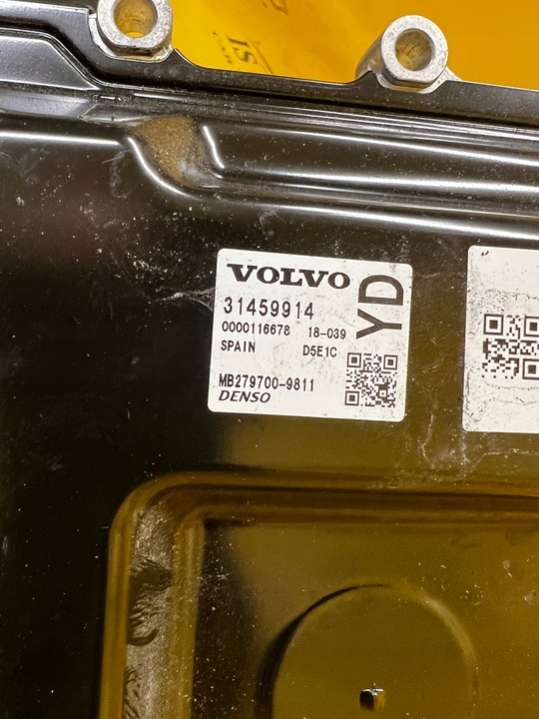 VOLVO
31459914
YD
0000116678 18-039
SPAIN D5E1C
MB279700-9811
DENSO